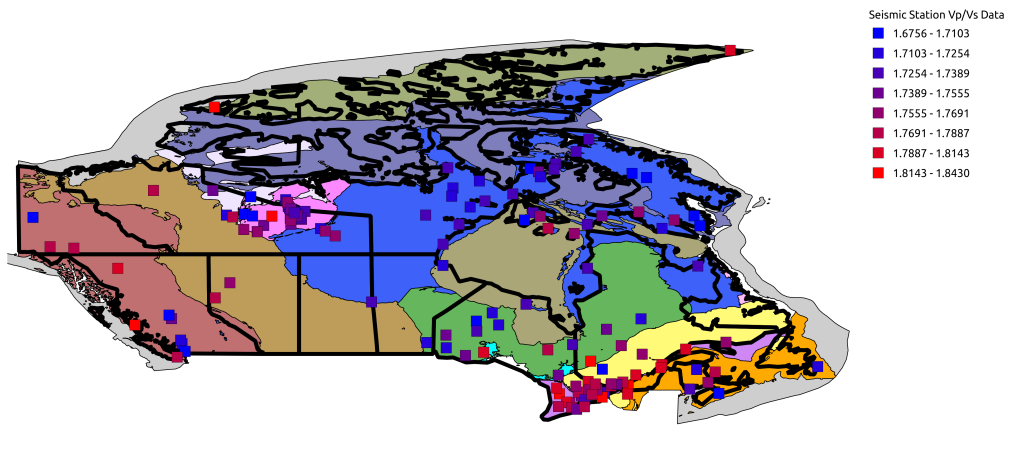 Seismic Station Vp/Vs Data
1.6756 - 1.7103
1.7103 - 1.7254
1.7254 - 1.7389
1.7389 - 1.7555
1.7555 - 1.7691
1.7691 - 1.7887
1.7887 - 1.8143
1.8143 - 1.8430